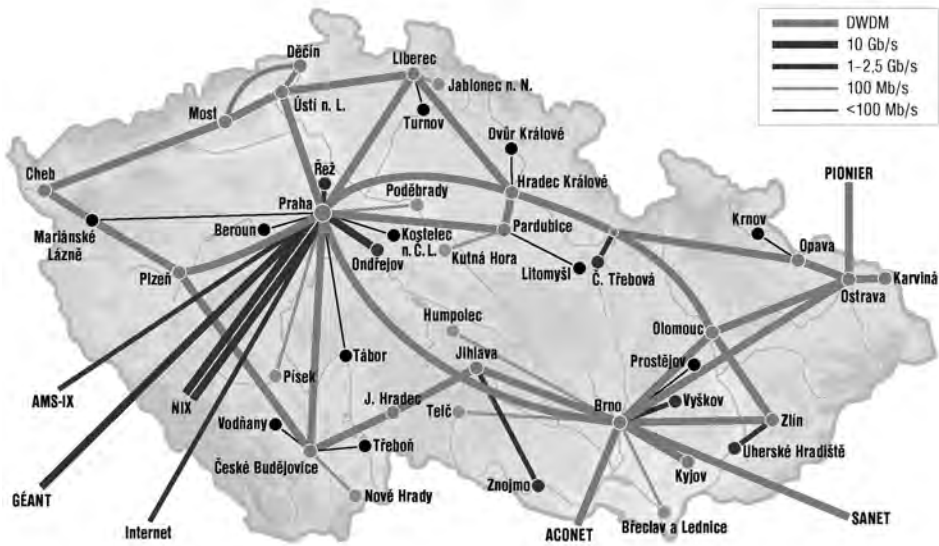 DWDM
10 Gb/s
1–2,5 Gb/s
100 Mb/s
<100 Mb/s
Děčín
Liberec
Jablonec n. N.
Ústí n. L.
Most
Turnov
Dvůr Králové
Řež
Cheb
Poděbrady
Hradec Králové
PIONIER
Praha
Mariánské
Lázně
Beroun
Kostelec
n. Č. L.
Pardubice
Krnov
Opava
Ondřejov
Kutná Hora
Litomyšl
Č. Třebová
Plzeň
Ostrava
Karviná
Humpolec
Olomouc
Tábor
Jihlava
Prostějov
Písek
AMS-IX
NIX
J. Hradec
Telč
Brno
Vyškov
Zlín
Vodňany
Třeboň
České Budějovice
Uherské Hradiště
Kyjov
GÉANT
Nové Hrady
Znojmo
Internet
ACONET
Břeclav a Lednice
SANET